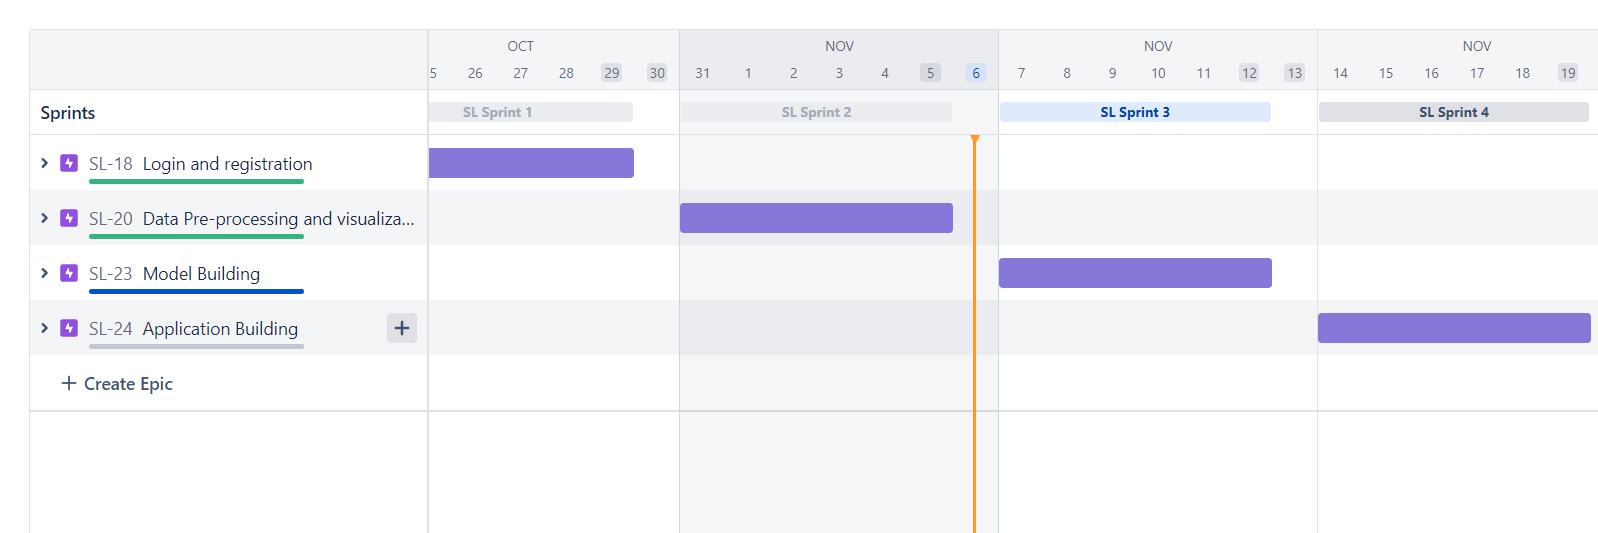 OCT NOV NOV NOV
5 26 27 28 29 30 31 1 2 3 4 5 6 7 8 9 10 11 12 13 14 15 16 17 18 19
Sprints SL Sprint 1 SL Sprint 2 SL Sprint 3 SL Sprint 4
SL-18 Login and registration
SL-20 Data Pre-processing and visualiza...
SL-23 Model Building
SL-24 Application Building +
+ Create Epic